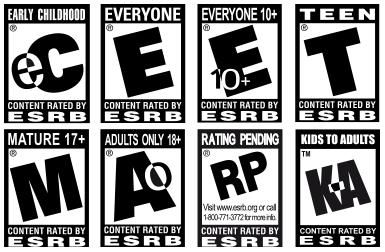 EARLY CHILDHOOD
®
eC
CONTENT RATED BY
ESRB
EVERYONE
®
E
CONTENT RATED BY
ESRB
EVERYONE 10+
®
E
10+
CONTENT RATED BY
ESRB
TEEN
®
T
CONTENT RATED BY
ESRB
MATURE 17+
®
M
CONTENT RATED BY
ESRB
ADULTS ONLY 18+
®
AO
CONTENT RATED BY
ESRB
RATING PENDING
®
RP
Visit www.esrb.org or call
1-800-771-3772 for more info.
CONTENT RATED BY
ESRB
KIDS TO ADULTS
™
K-A
CONTENT RATED BY
ESRB